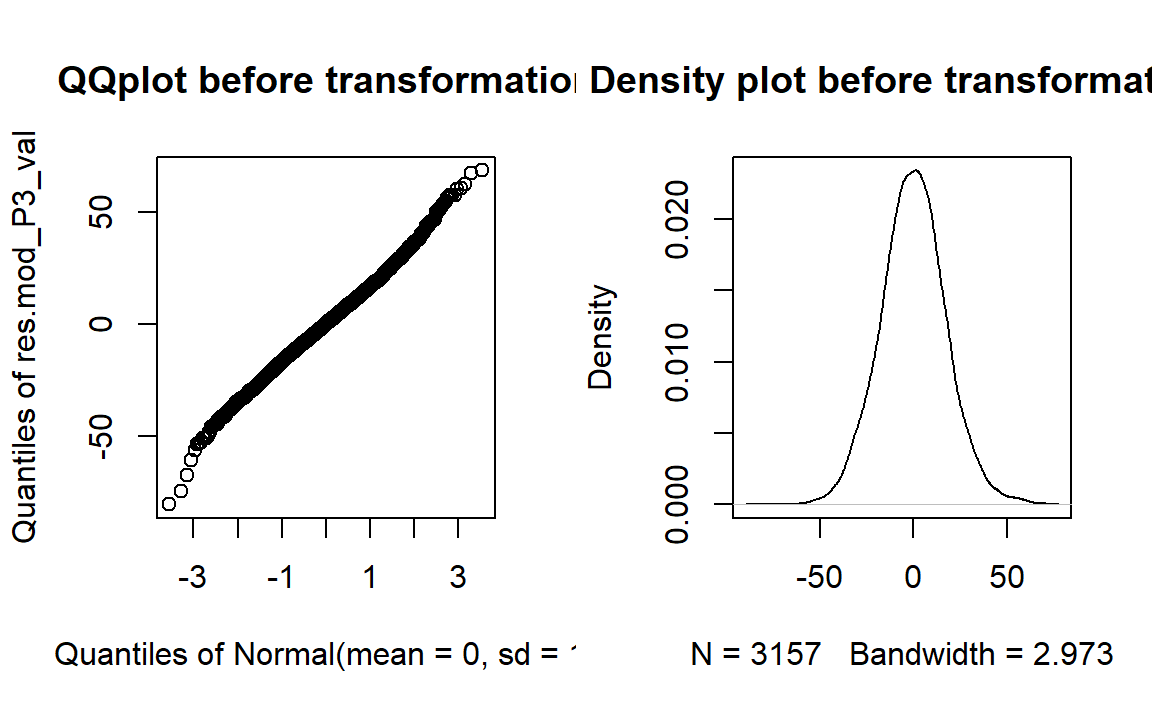 QQplot before transformation
Quantiles of res.mod_P3_val
50
0
-50
-3 -1 1 3
Quantiles of Normal(mean = 0, sd =
Density plot before transformat
Density
0.020
0.010
0.000
-50 0 50
N = 3157 Bandwidth = 2.973